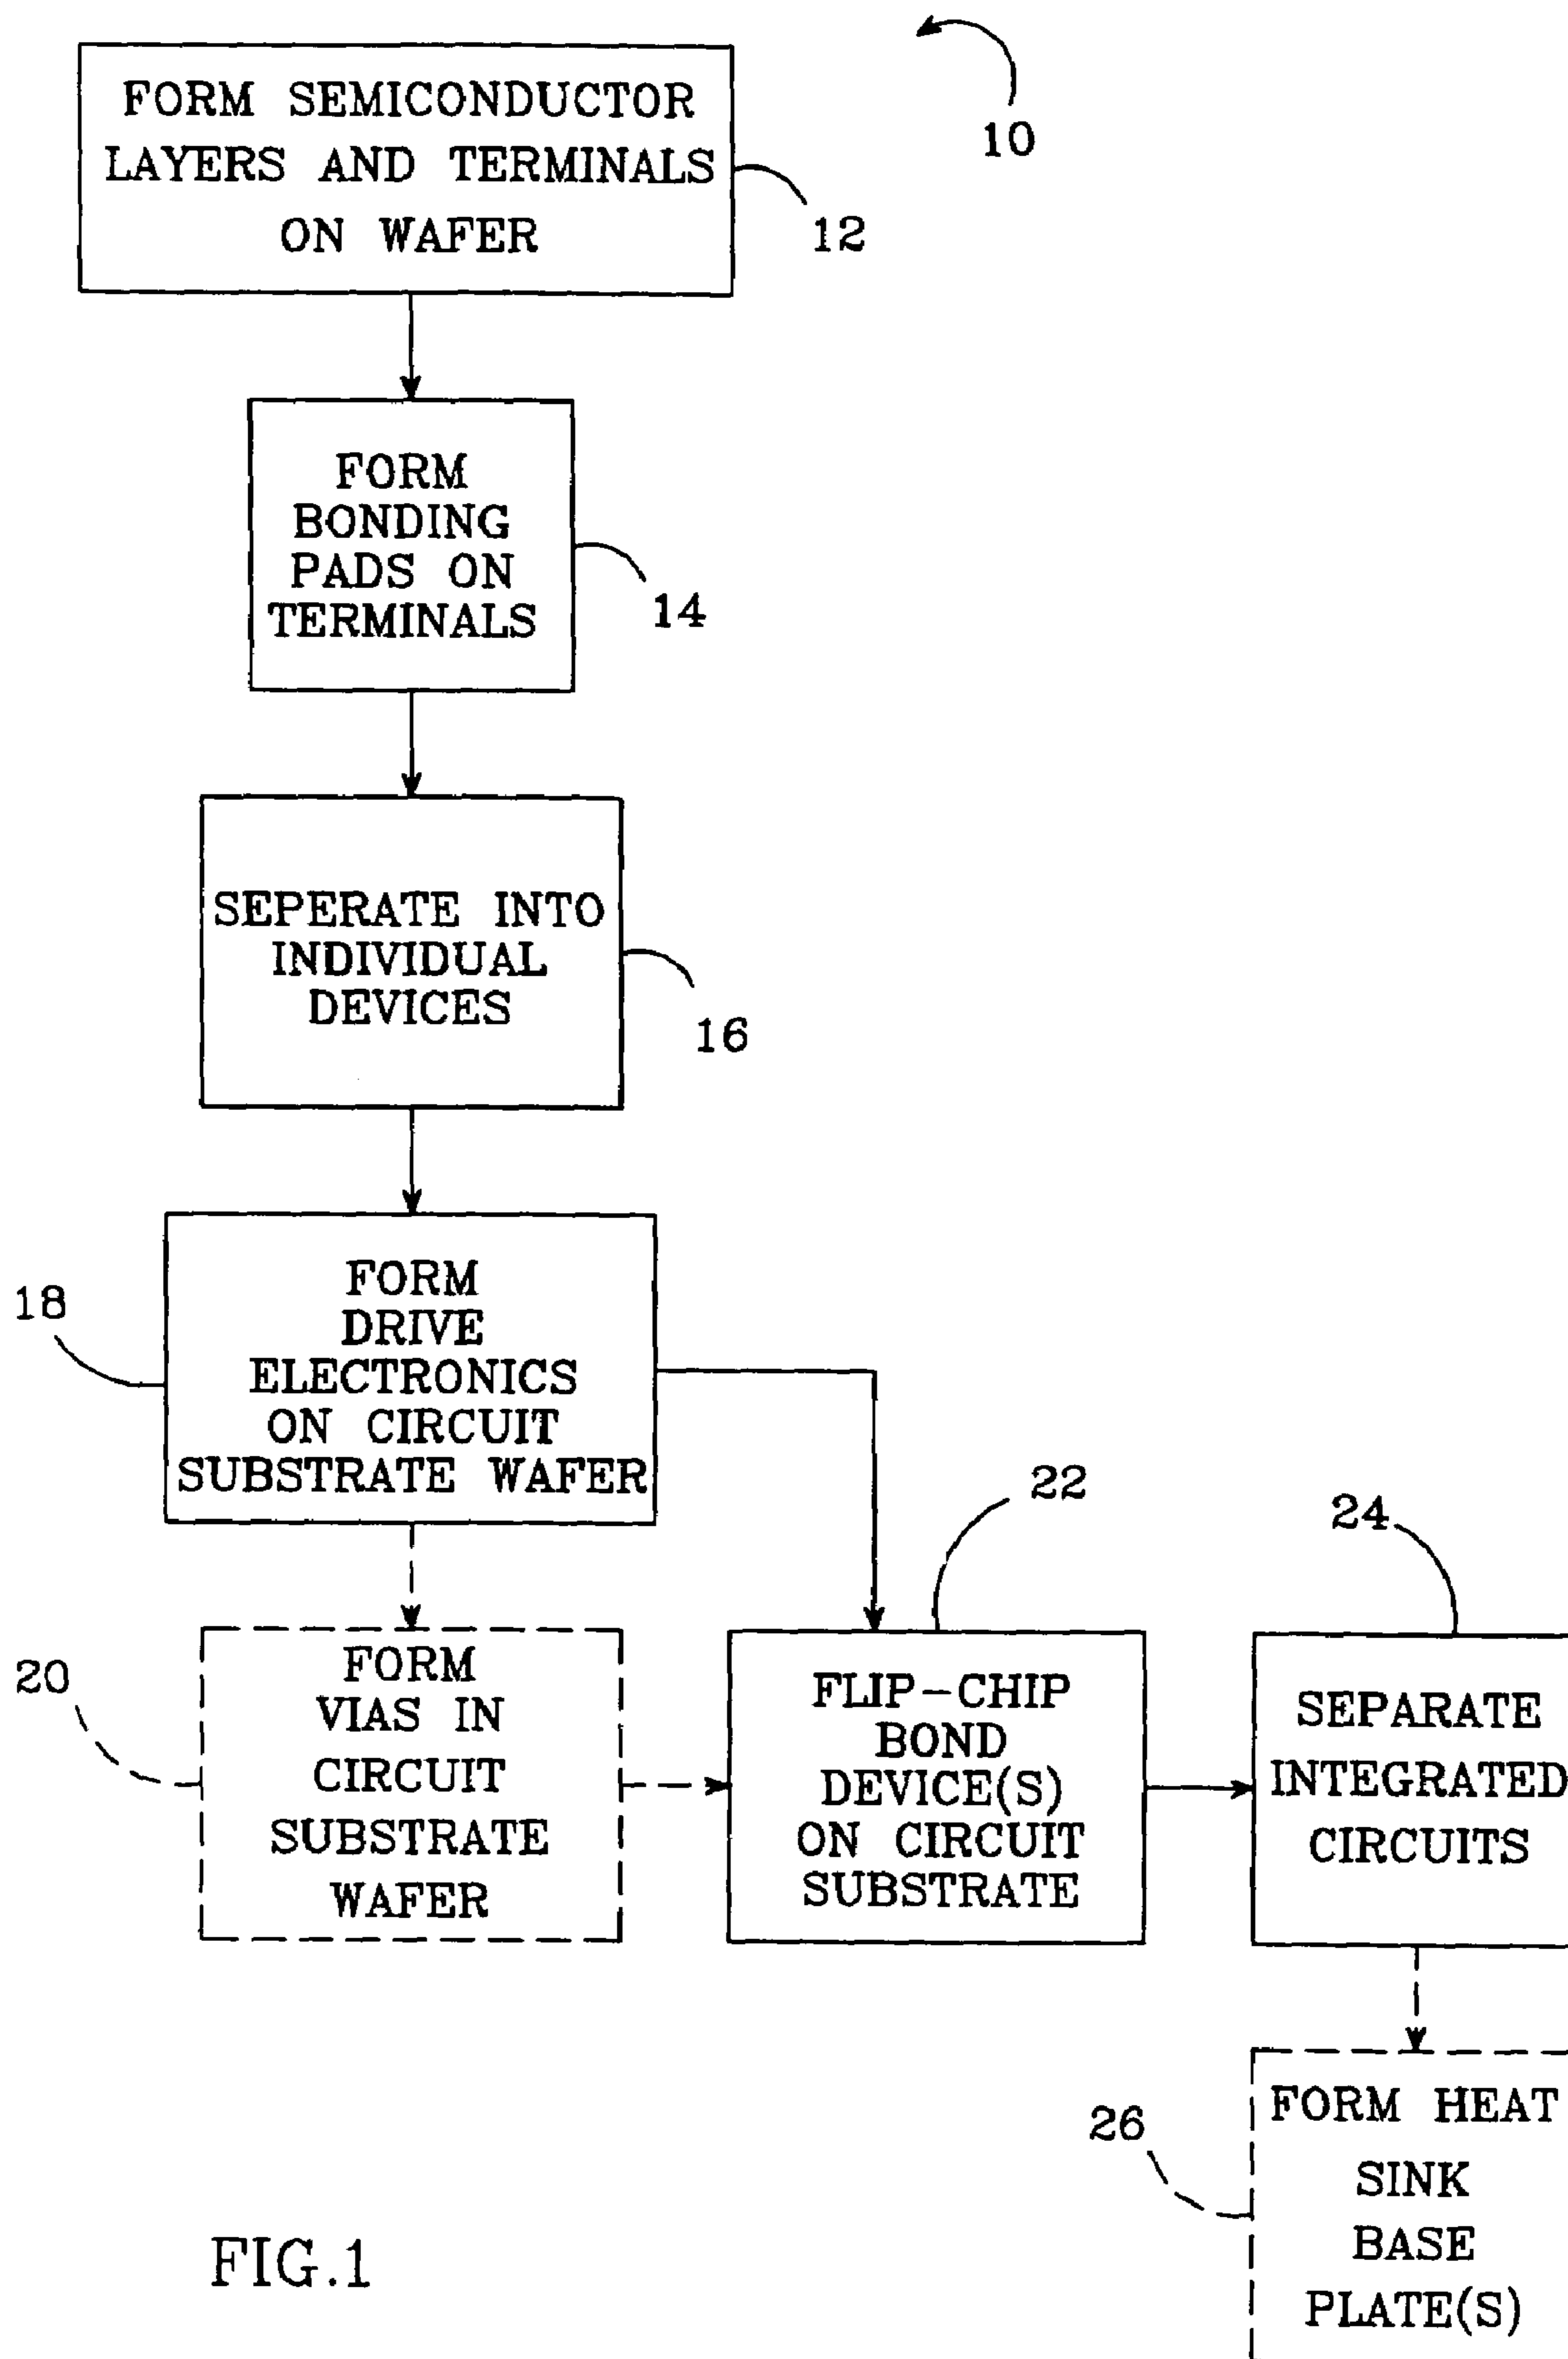 10
FORM SEMICONDUCTOR
LAYERS AND TERMINALS
ON WAFER
12
FORM
BONDING
PADS ON
TERMINALS
14
SEPERATE INTO
INDIVIDUAL
DEVICES
16
18
FORM
DRIVE
ELECTRONICS
ON CIRCUIT
SUBSTRATE WAFER
20
FORM
VIAS IN
CIRCUIT
SUBSTRATE
WAFER
22
FLIP-CHIP
BOND
DEVICE(S)
ON CIRCUIT
SUBSTRATE
24
SEPARATE
INTEGRATED
CIRCUITS
26
FORM HEAT
SINK
BASE
PLATE(S)
FIG.1